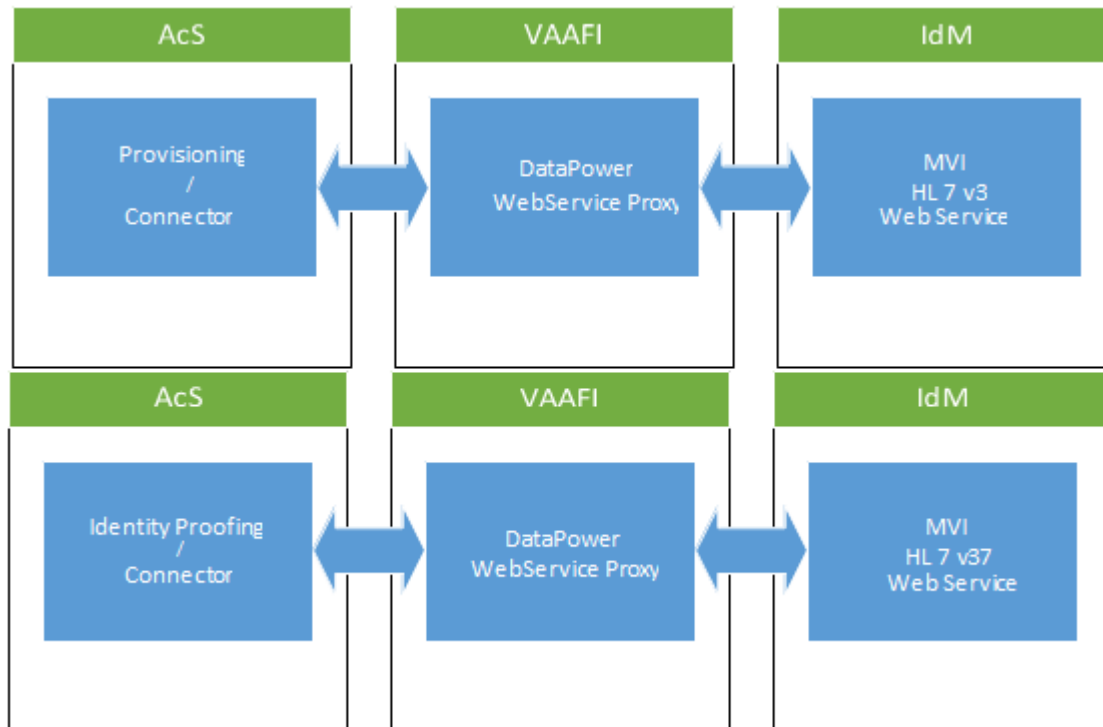 AcS
VAAFI
IdM
Provisioning
/
Connector
DataPower
WebService Proxy
MVI
HL 7 v3
Web Service
AcS
VAAFI
IdM
Identity Proofing
/
Connector
DataPower
WebService Proxy
MVI
HL 7 v37
Web Service